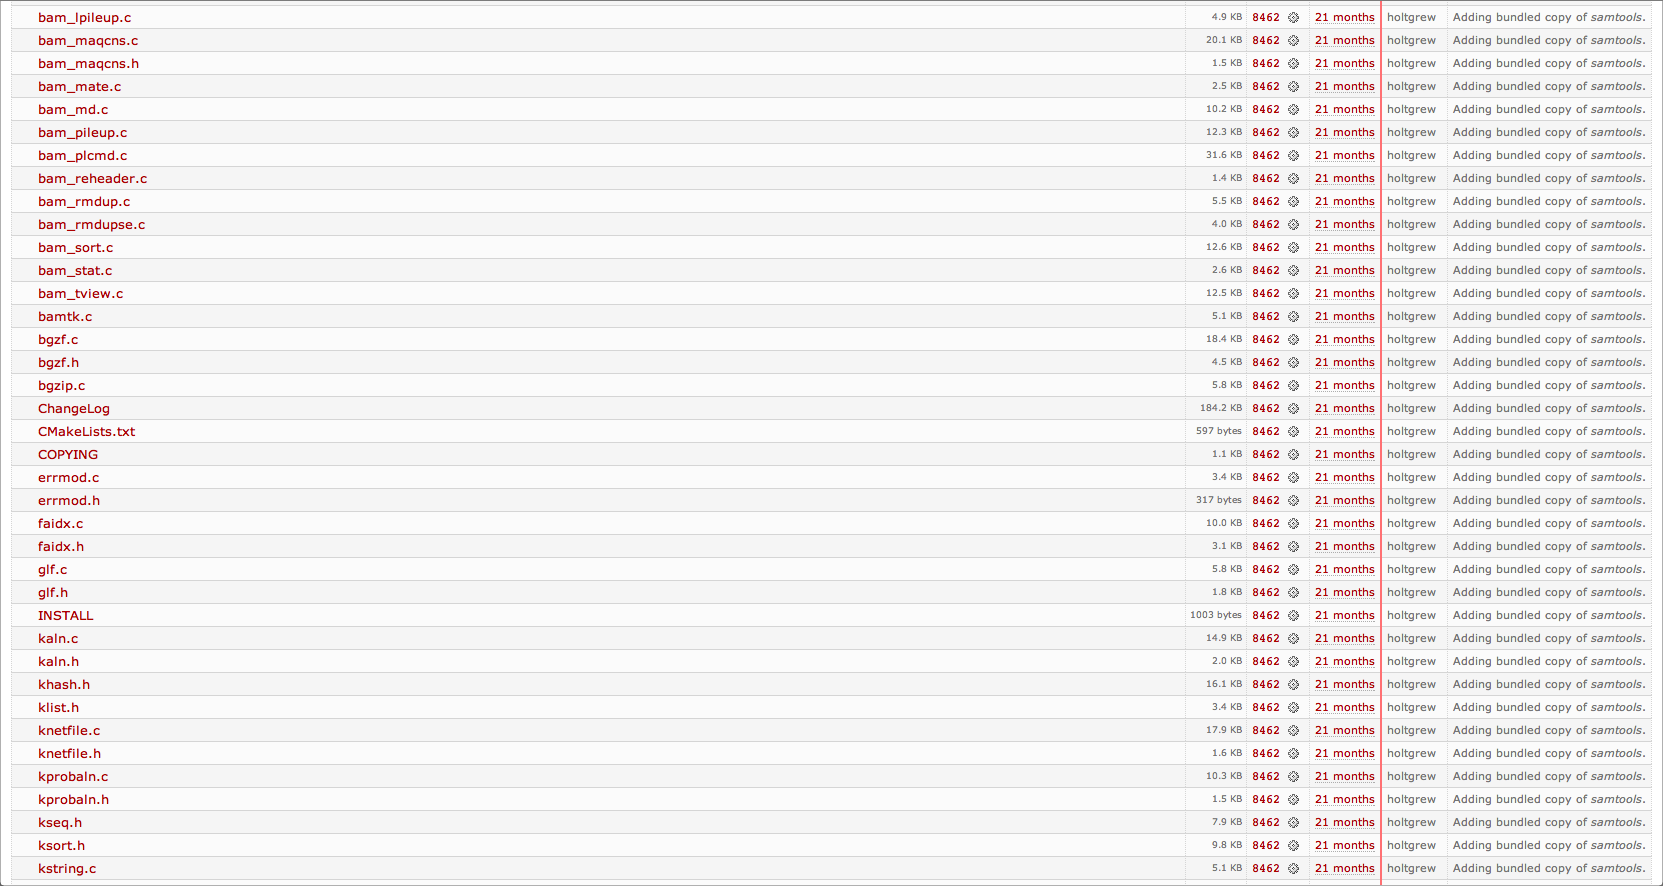 bam_lpileup.c 4.9 KB 8462 21 months holtgrew Adding bundled copy of samtools.
bam_maqcns.c 20.1 KB 8462 21 months holtgrew Adding bundled copy of samtools.
bam_maqcns.h 1.5 KB 8462 21 months holtgrew Adding bundled copy of samtools.
bam_mate.c 2.5 KB 8462 21 months holtgrew Adding bundled copy of samtools.
bam_md.c 10.2 KB 8462 21 months holtgrew Adding bundled copy of samtools.
bam_pileup.c 12.3 KB 8462 21 months holtgrew Adding bundled copy of samtools.
bam_plcmd.c 31.6 KB 8462 21 months holtgrew Adding bundled copy of samtools.
bam_reheader.c 1.4 KB 8462 21 months holtgrew Adding bundled copy of samtools.
bam_rmdup.c 5.5 KB 8462 21 months holtgrew Adding bundled copy of samtools.
bam_rmdupse.c 4.0 KB 8462 21 months holtgrew Adding bundled copy of samtools.
bam_sort.c 12.6 KB 8462 21 months holtgrew Adding bundled copy of samtools.
bam_stat.c 2.6 KB 8462 21 months holtgrew Adding bundled copy of samtools.
bam_tview.c 12.5 KB 8462 21 months holtgrew Adding bundled copy of samtools.
bamtk.c 5.1 KB 8462 21 months holtgrew Adding bundled copy of samtools.
bgzf.c 18.4 KB 8462 21 months holtgrew Adding bundled copy of samtools.
bgzf.h 4.5 KB 8462 21 months holtgrew Adding bundled copy of samtools.
bgzip.c 5.8 KB 8462 21 months holtgrew Adding bundled copy of samtools.
ChangeLog 184.2 KB 8462 21 months holtgrew Adding bundled copy of samtools.
CMakeLists.txt 597 bytes 8462 21 months holtgrew Adding bundled copy of samtools.
COPYING 1.1 KB 8462 21 months holtgrew Adding bundled copy of samtools.
errmod.c 3.4 KB 8462 21 months holtgrew Adding bundled copy of samtools.
errmod.h 317 bytes 8462 21 months holtgrew Adding bundled copy of samtools.
faidx.c 10.0 KB 8462 21 months holtgrew Adding bundled copy of samtools.
faidx.h 3.1 KB 8462 21 months holtgrew Adding bundled copy of samtools.
glf.c 5.8 KB 8462 21 months holtgrew Adding bundled copy of samtools.
glf.h 1.8 KB 8462 21 months holtgrew Adding bundled copy of samtools.
INSTALL 1003 bytes 8462 21 months holtgrew Adding bundled copy of samtools.
kaln.c 14.9 KB 8462 21 months holtgrew Adding bundled copy of samtools.
kaln.h 2.0 KB 8462 21 months holtgrew Adding bundled copy of samtools.
khash.h 16.1 KB 8462 21 months holtgrew Adding bundled copy of samtools.
klist.h 3.4 KB 8462 21 months holtgrew Adding bundled copy of samtools.
knetfile.c 17.9 KB 8462 21 months holtgrew Adding bundled copy of samtools.
knetfile.h 1.6 KB 8462 21 months holtgrew Adding bundled copy of samtools.
kprobaln.c 10.3 KB 8462 21 months holtgrew Adding bundled copy of samtools.
kprobaln.h 1.5 KB 8462 21 months holtgrew Adding bundled copy of samtools.
kseq.h 7.9 KB 8462 21 months holtgrew Adding bundled copy of samtools.
ksort.h 9.8 KB 8462 21 months holtgrew Adding bundled copy of samtools.
kstring.c 5.1 KB 8462 21 months holtgrew Adding bundled copy of samtools.